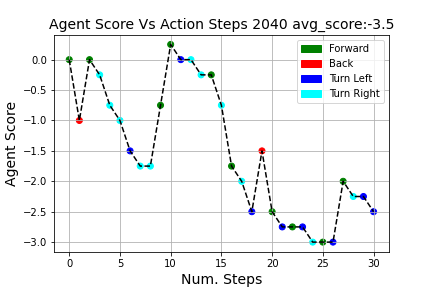 Agent Score Vs Action Steps 2040 avg_score:-3.5
Forward
Back
Turn Left
Turn Right
Agent Score
0.0
−0.5
−1.0
−1.5
−2.0
−2.5
−3.0
0 5 10 15 20 25 30
Num. Steps